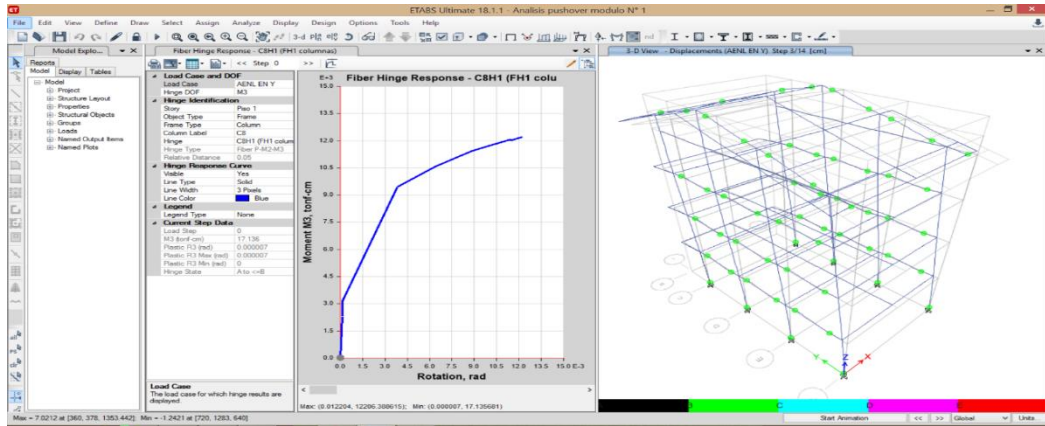 ETABS Ultimate 18.1.1 - Analisis pushover modulo N° 1
File Edit View Define Draw Select Assign Analyze Display Design Options Tools Help
Model Explo...
Reports
Model Display Tables
Model
Project
Structure Layout
Properties
Structural Objects
Groups
Loads
Named Output Items
Named Plots
Fiber Hinge Response - C8H1 (FH1 columnas)
<< Step 0 >>
Load Case and DOF
Load Case AENL EN Y
Hinge DOF M3
Hinge Identification
Story Piso 1
Object Type Frame
Frame Type Column
Column Label C8
Hinge C8H1 (FH1 column
Hinge Type Fiber P-M2-M3
Relative Distance 0.05
Hinge Response Curve
Visible Yes
Line Type Solid
Line Width 3 Pixels
Line Color Blue
Legend
Legend Type None
Current Step Data
Load Step 0
M3 (tonf-cm) 17.136
Plastic R3 (rad) 0.000007
Plastic R3 Max (rad) 0.000007
Plastic R3 Min (rad) 0
Hinge State A to <=B
Load Case
The load case for which hinge results are
displayed
Fiber Hinge Response - C8H1 (FH1 colu
E+3
15.0
13.5
12.0
10.5
9.0
7.5
6.0
4.5
3.0
1.5
0.0
Moment M3, tonf-cm
0.0 1.5 3.0 4.5 6.0 7.5 9.0 10.5 12.0 13.5 15.0 E-3
Rotation, rad
Max: (0.012204, 12286.308615); Min: (0.000007, 17.135681)
3-D View - Displacements (AENL EN Y) Step 3/14 [cm]
Z
Y X
B C D E
Max = 7.0212 at [360, 378, 1353.442]; Min = -1.2421 at [720, 1283, 640]
Start Animation << >> Global Units...